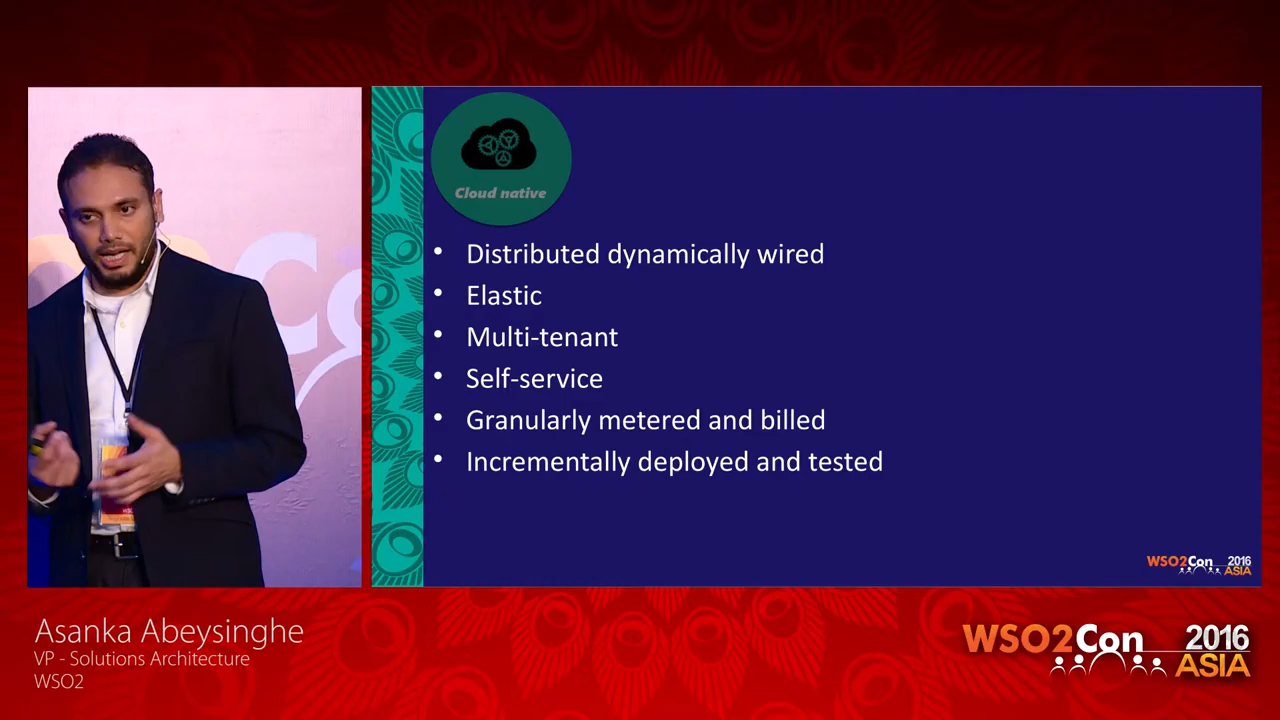 Cloud native
• Distributed dynamically wired
• Elastic
• Multi-tenant
• Self-service
• Granularly metered and billed
• Incrementally deployed and tested
WSO2Con 2016
ASIA
Asanka Abeysinghe
VP - Solutions Architecture
WSO2
WSO2Con 2016
ASIA